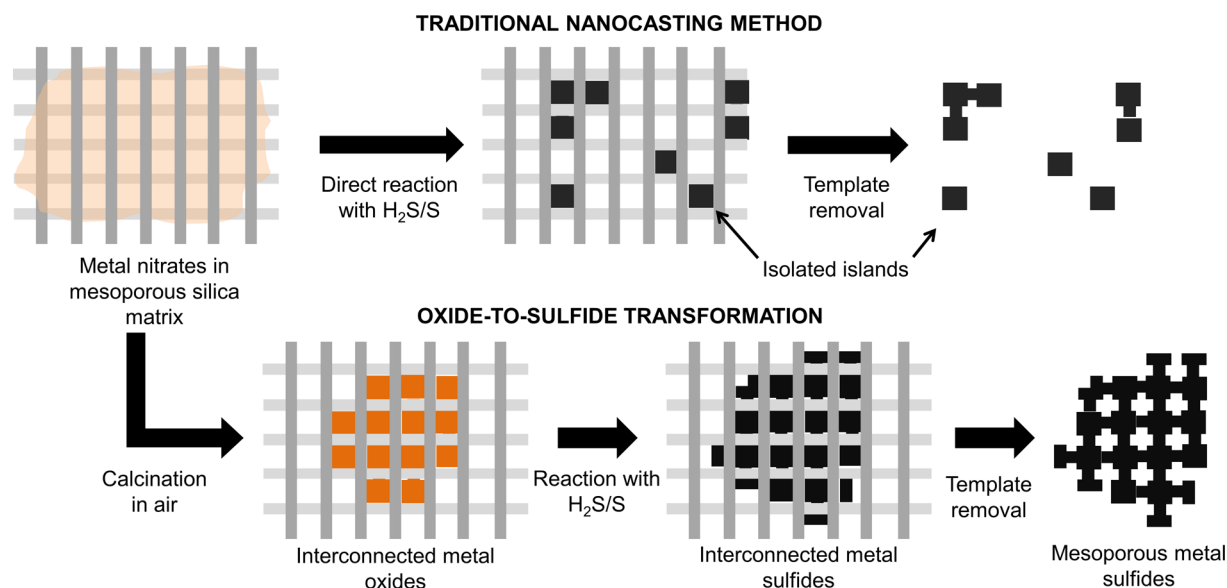 TRADITIONAL NANOCASTING METHOD
Direct reaction
with H₂S/S
Template
removal
Isolated islands
Metal nitrates in
mesoporous silica
matrix
OXIDE-TO-SULFIDE TRANSFORMATION
Calcination
in air
Reaction with
H₂S/S
Template
removal
Interconnected metal
oxides
Interconnected metal
sulfides
Mesoporous metal
sulfides